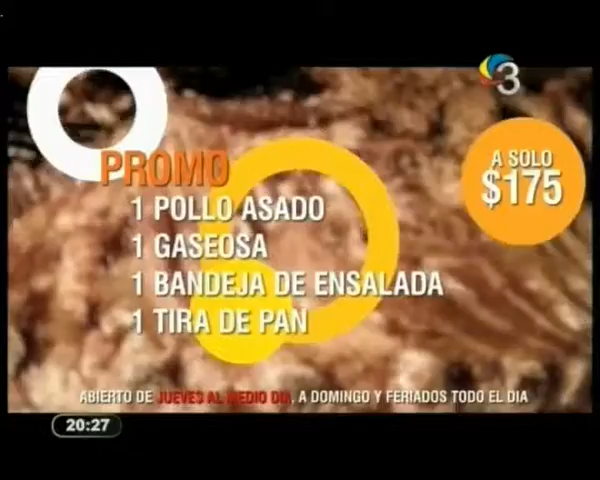 3
PROMO
A SOLO
$175
1 POLLO ASADO
1 GASEOSA
1 BANDEJA DE ENSALADA
1 TIRA DE PAN
ABIERTO DE JUEVES AL MEDIO DIA, A DOMINGO Y FERIADOS TODO EL DIA
20:27